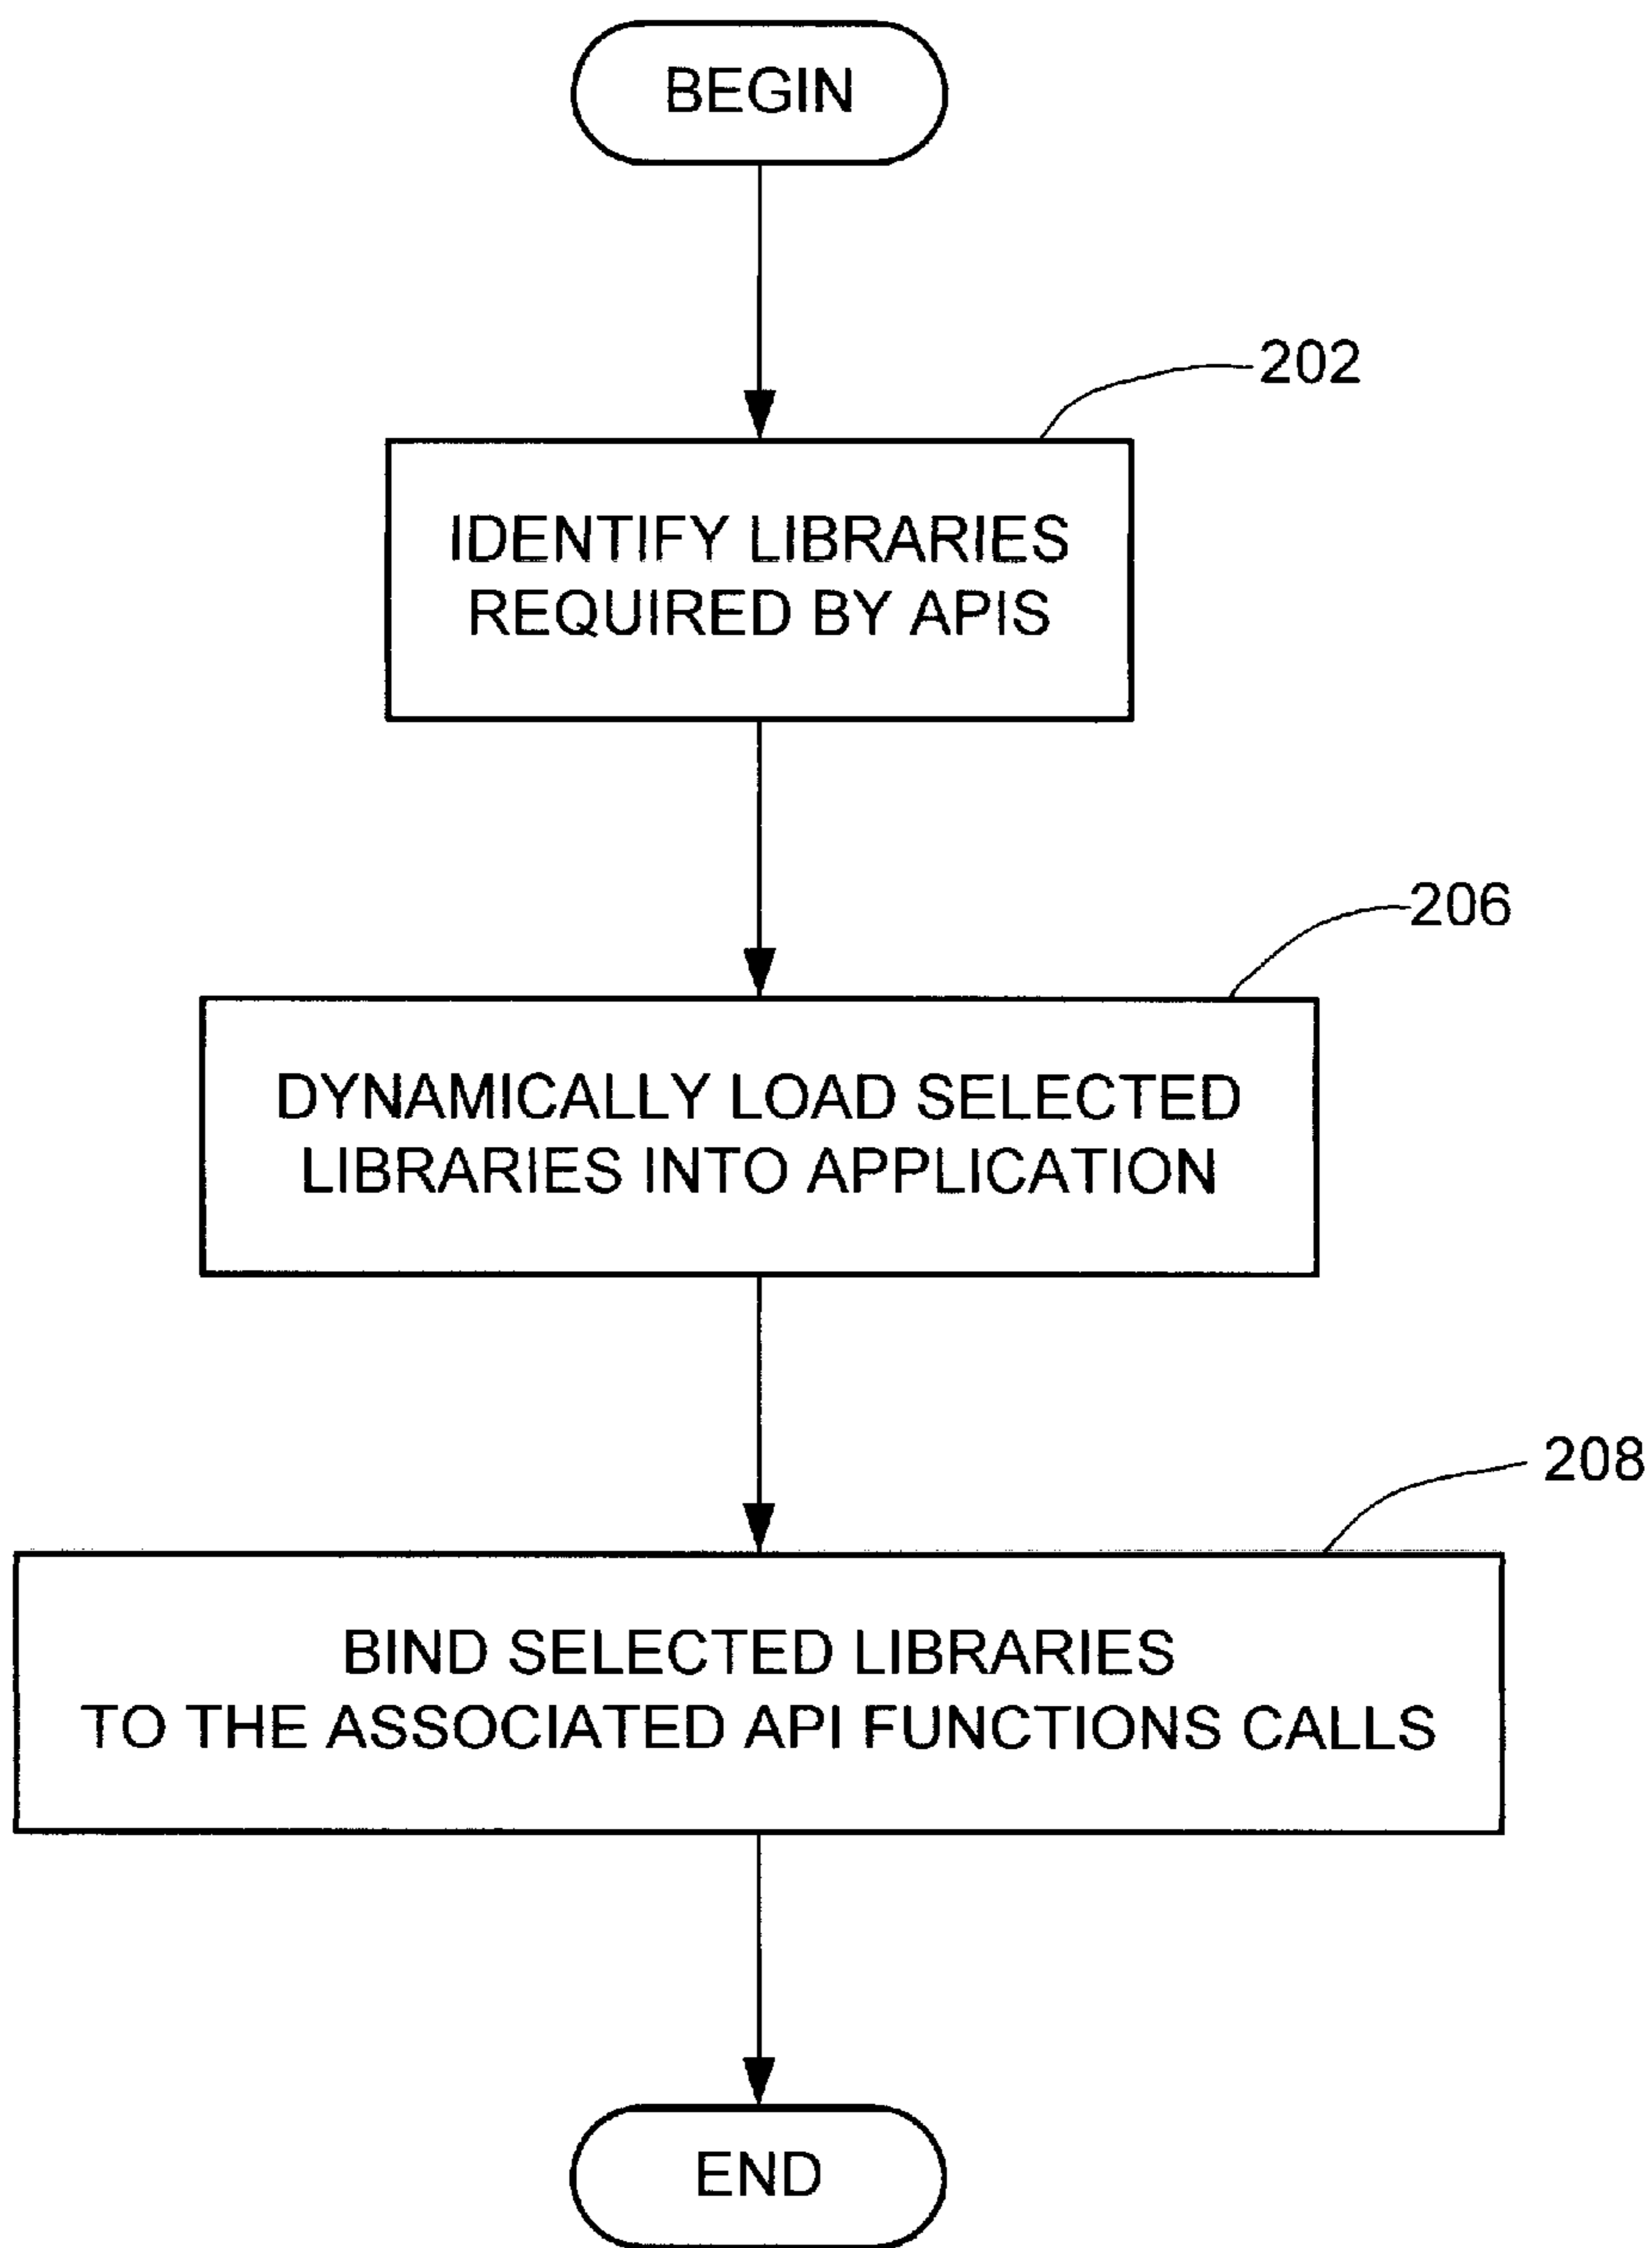 BEGIN
202
IDENTIFY LIBRARIES
REQUIRED BY APIS
206
DYNAMICALLY LOAD SELECTED
LIBRARIES INTO APPLICATION
208
BIND SELECTED LIBRARIES
TO THE ASSOCIATED API FUNCTIONS CALLS
END